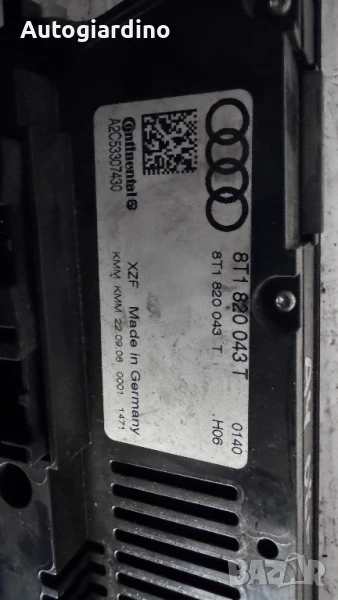 Autogiardino
8T1 820 043 T
0140
8T1 820 043 T
.H06
Continental
A2C53307430
XZF Made in Germany
KMM KMM 22.09.08 0001 1471
BAZAR